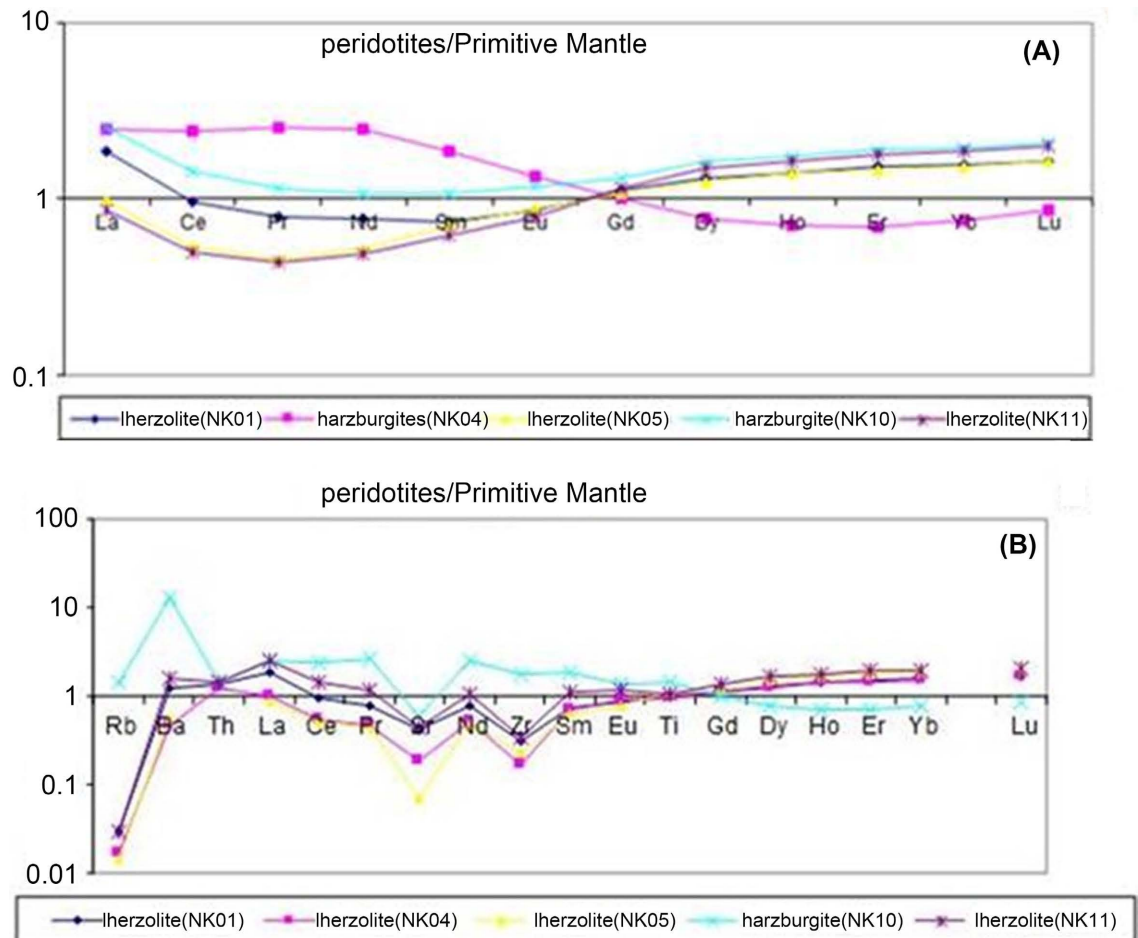 10
peridotites/Primitive Mantle
(A)
1
La Ce Pr Nd Sm Eu Gd Dy Ho Er Yb Lu
0.1
lherzolite(NK01) harzburgites(NK04) lherzolite(NK05) harzburgite(NK10) lherzolite(NK11)
peridotites/Primitive Mantle
100
(B)
10
1
Rb Ba Th La Ce Pr Sr Nd Zr Sm Eu Ti Gd Dy Ho Er Yb Lu
0.1
0.01
lherzolite(NK01) lherzolite(NK04) lherzolite(NK05) harzburgite(NK10) lherzolite(NK11)